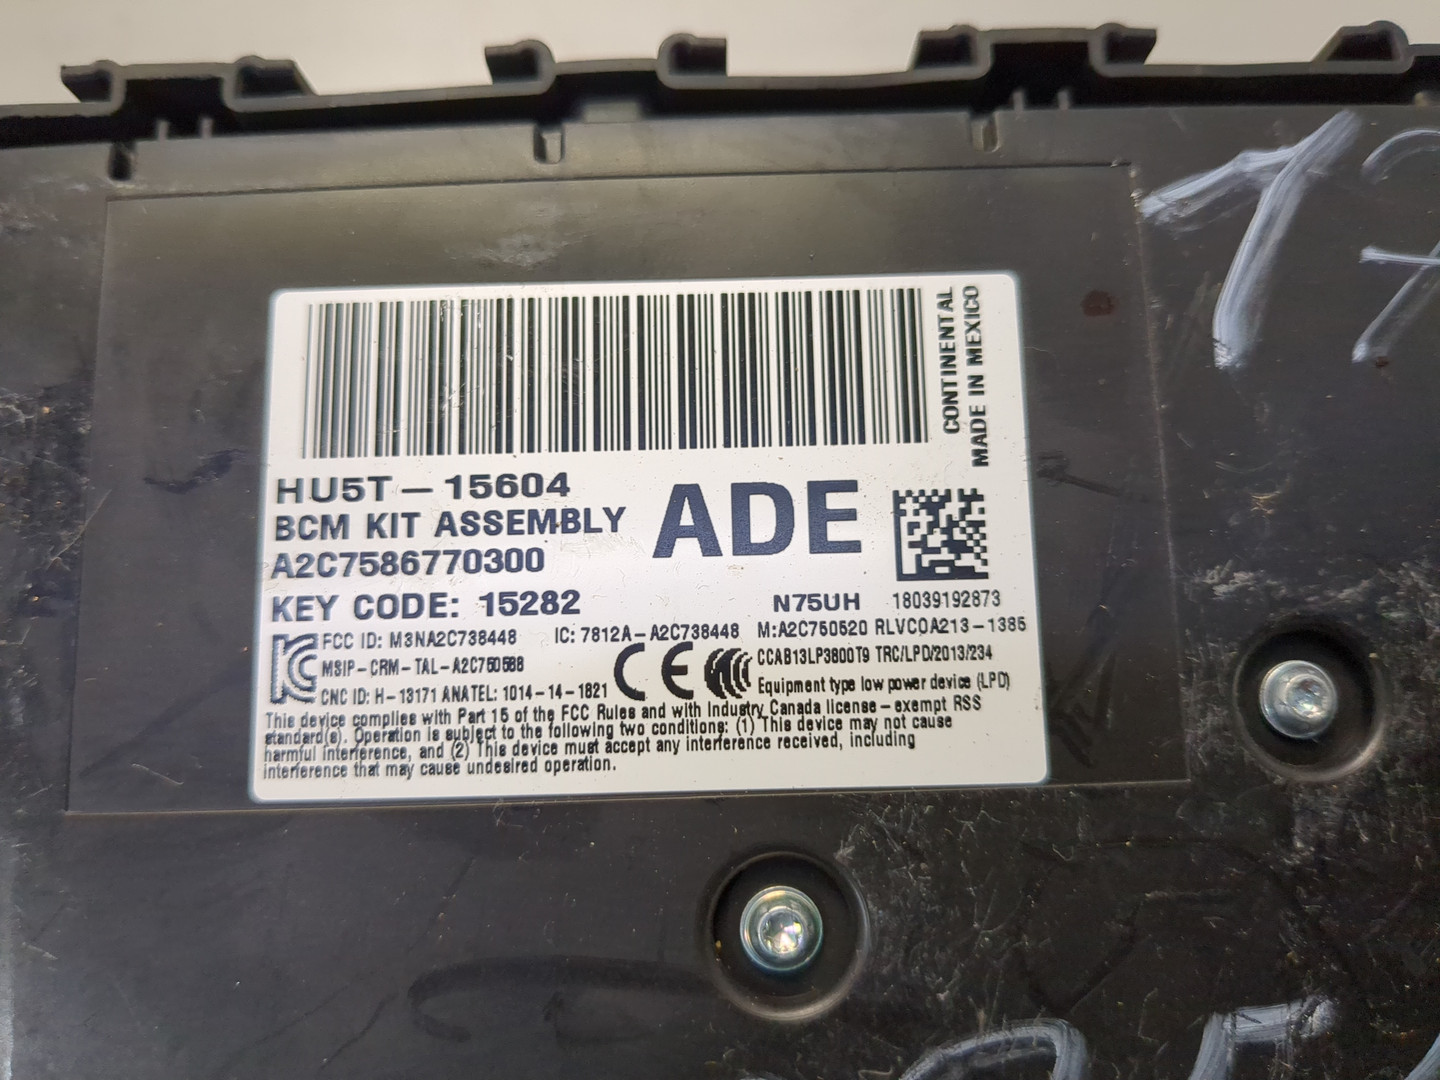 CONTINENTAL
MADE IN MEXICO
HU5T-15604
BCM KIT ASSEMBLY
ADE
A2C7586770300
KEY CODE: 15282
N75UH 18039192873
FCC ID: M3NA2C738448 IC: 7812A-A2C738448 M:A2C750520 RLVCOA213-1385
MSIP-CRM-TAL-A2C750588
CE
CCAB13LP3800T9 TRC/LPD/2013/234
CNC ID: H-13171 ANATEL: 1014-14-1821
Equipment type low power device (LPD)
This device complies with Part 15 of the FCC Rules and with Industry Canada license-exempt RSS
standard(s). Operation is subject to the following two conditions: (1) This device may not cause
harmful interference, and (2) This device must accept any interference received, including
interference that may cause undesired operation.